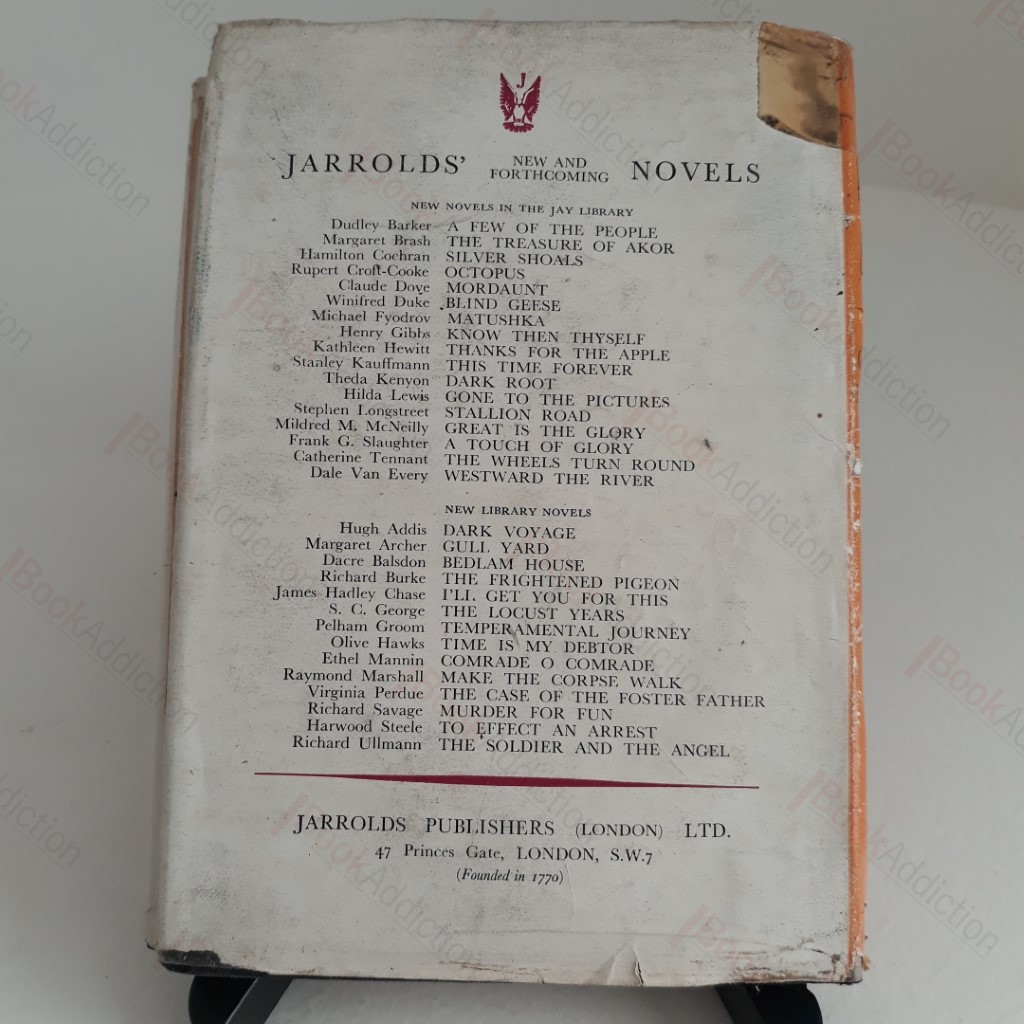 J
JARROLDS' NEW AND FORTHCOMING NOVELS
NEW NOVELS IN THE JAY LIBRARY
Dudley Barker A FEW OF THE PEOPLE
Margaret Brash THE TREASURE OF AKOR
Hamilton Cochran SILVER SHOALS
Rupert Croft-Cooke OCTOPUS
Claude Dove MORDAUNT
Winifred Duke BLIND GEESE
Michael Fyodrov MATUSHKA
Henry Gibbs KNOW THEN THYSELF
Kathleen Hewitt THANKS FOR THE APPLE
Stanley Kauffmann THIS TIME FOREVER
Theda Kenyon DARK ROOT
Hilda Lewis GONE TO THE PICTURES
Stephen Longstreet STALLION ROAD
Mildred M. McNeilly GREAT IS THE GLORY
Frank G. Slaughter A TOUCH OF GLORY
Catherine Tennant THE WHEELS TURN ROUND
Dale Van Every WESTWARD THE RIVER
NEW LIBRARY NOVELS
Hugh Addis DARK VOYAGE
Margaret Archer GULL YARD
Dacre Balsdon BEDLAM HOUSE
Richard Burke THE FRIGHTENED PIGEON
James Hadley Chase I'LL GET YOU FOR THIS
S. C. George THE LOCUST YEARS
Pelham Groom TEMPERAMENTAL JOURNEY
Olive Hawks TIME IS MY DEBTOR
Ethel Mannin COMRADE O COMRADE
Raymond Marshall MAKE THE CORPSE WALK
Virginia Perdue THE CASE OF THE FOSTER FATHER
Richard Savage MURDER FOR FUN
Harwood Steele TO EFFECT AN ARREST
Richard Ullmann THE SOLDIER AND THE ANGEL
JARROLDS PUBLISHERS (LONDON) LTD.
47 Princes Gate, LONDON, S.W.7
(Founded in 1770)
BookAddiction